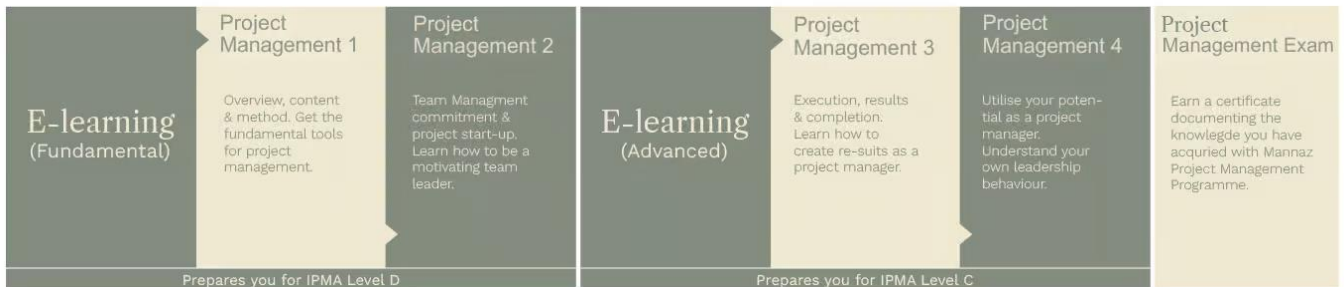 E-learning
(Fundamental)
Project
Management 1
Overview, content
& method. Get the
fundamental tools
for project
management.
Project
Management 2
Team Managment
commitment &
project start-up.
Learn how to be a
motivating team
leader.
Prepares you for IPMA Level D
E-learning
(Advanced)
Project
Management 3
Execution, results
& completion.
Learn how to
create re-suits as a
project manager.
Project
Management 4
Utilise your poten-
tial as a project
manager.
Understand your
own leadership
behaviour.
Prepares you for IPMA Level C
Project
Management Exam
Earn a certificate
documenting the
knowlegde you have
acquried with Mannaz
Project Management
Programme.